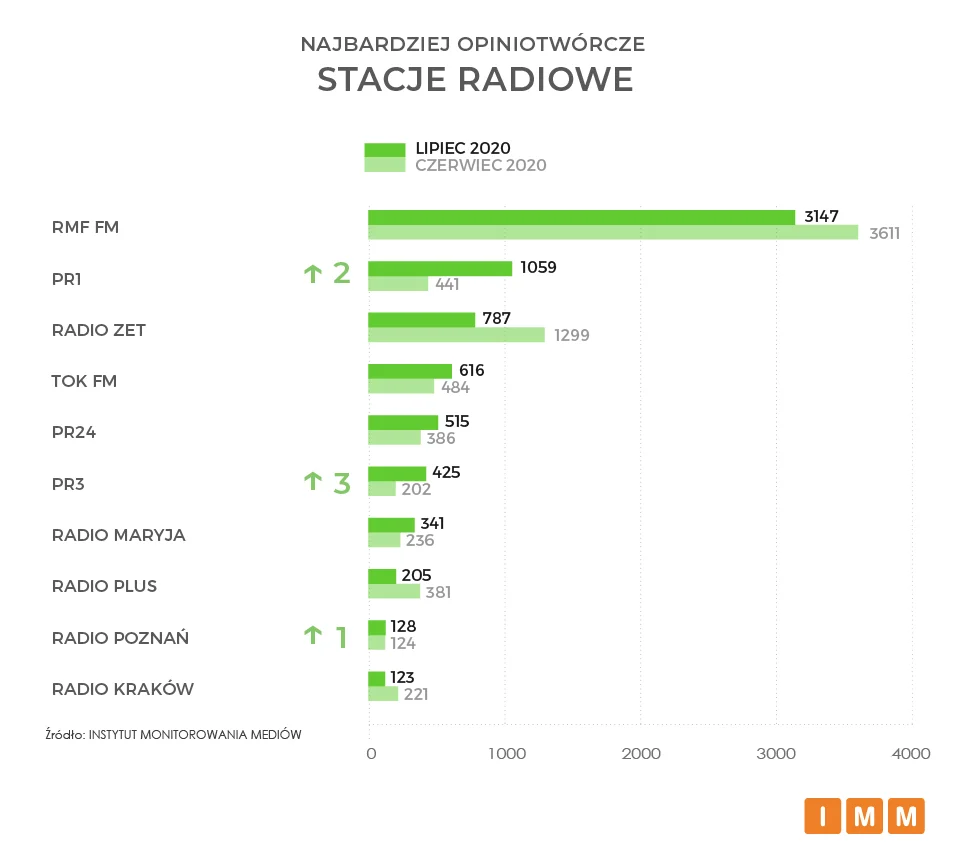 NAJBARDZIEJ OPINIOTWÓRCZE
STACJE RADIOWE
LIPIEC 2020
CZERWIEC 2020
RMF FM
3147
3611
PR1
↑ 2
1059
441
RADIO ZET
787
1299
TOK FM
616
484
PR24
515
386
PR3
↑ 3
425
202
RADIO MARYJA
341
236
RADIO PLUS
205
381
RADIO POZNAŃ
↑ 1
128
124
RADIO KRAKÓW
123
221
Źródło: INSTYTUT MONITOROWANIA MEDIÓW
0 1000 2000 3000 4000
IMM